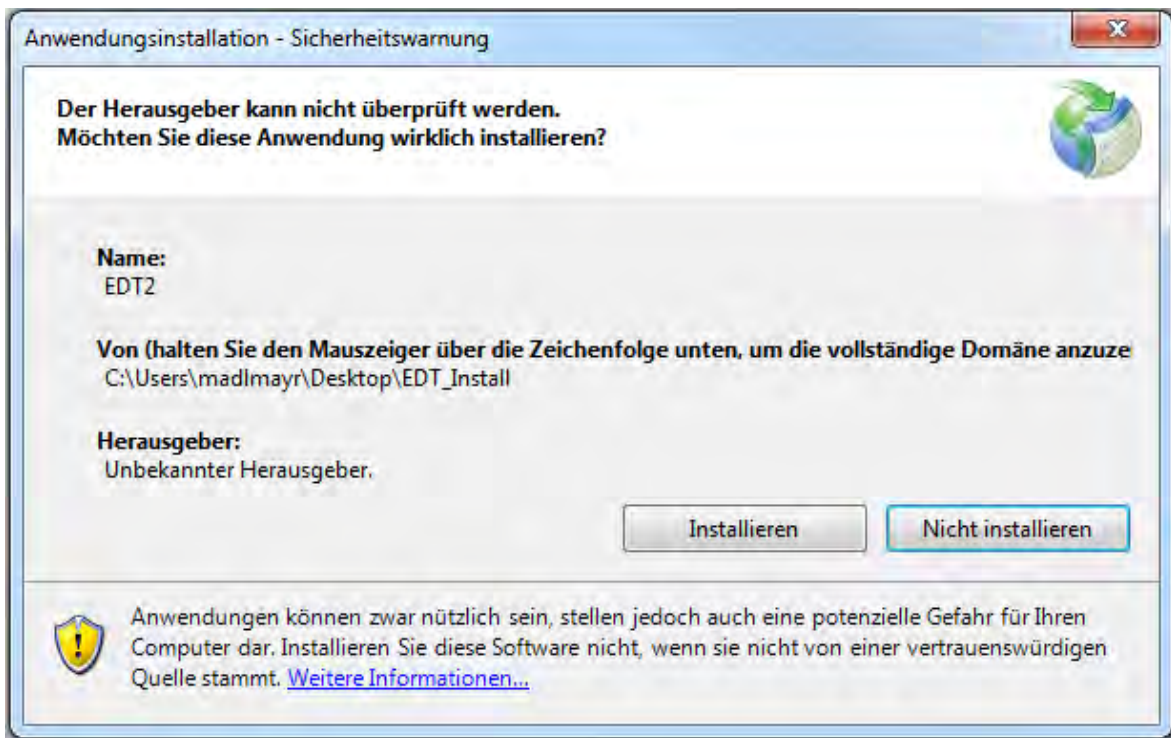 Anwendungsinstallation - Sicherheitswarnung
Der Herausgeber kann nicht überprüft werden.
Möchten Sie diese Anwendung wirklich installieren?
Name:
EDT2
Von (halten Sie den Mauszeiger über die Zeichenfolge unten, um die vollständige Domäne anzuze
C:\Users\madlmayr\Desktop\EDT_Install
Herausgeber:
Unbekannter Herausgeber.
Installieren
Nicht installieren
Anwendungen können zwar nützlich sein, stellen jedoch auch eine potenzielle Gefahr für Ihren
Computer dar. Installieren Sie diese Software nicht, wenn sie nicht von einer vertrauenswürdigen
Quelle stammt. Weitere Informationen...